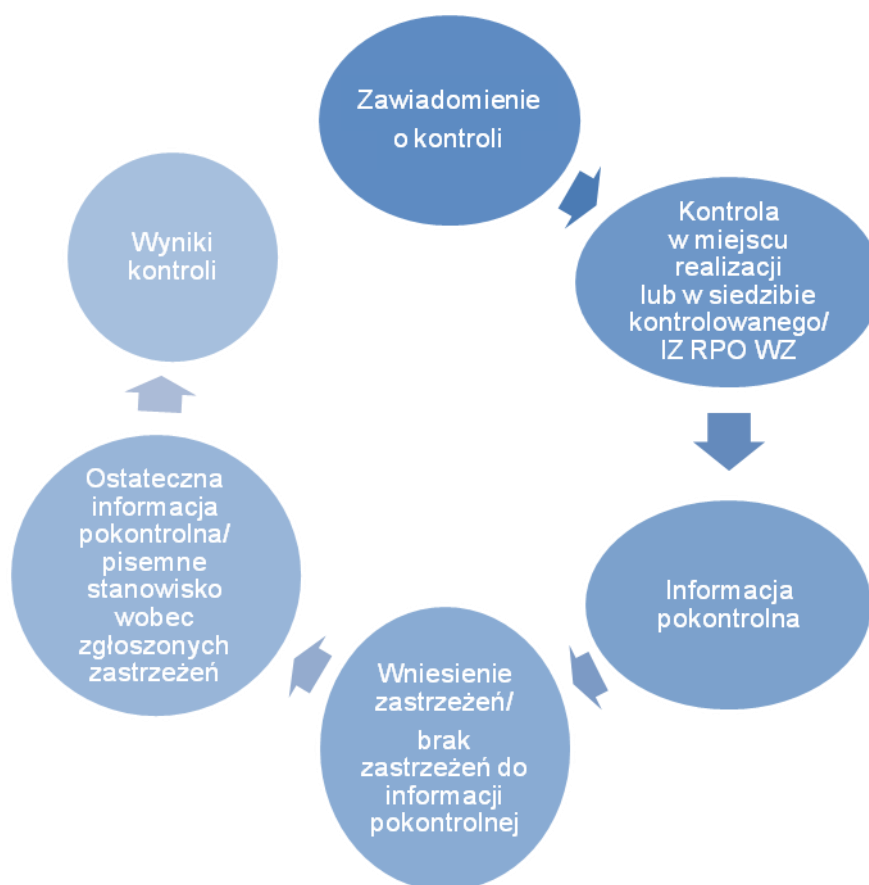 Zawiadomienie
o kontroli
Kontrola
w miejscu
realizacji
lub w siedzibie
kontrolowanego/
IZ RPO WZ
Informacja
pokontrolna
Wniesienie
zastrzeżeń/
brak
zastrzeżeń do
informacji
pokontrolnej
Ostateczna
informacja
pokontrolna/
pisemne
stanowisko
wobec
zgłoszonych
zastrzeżeń
Wyniki
kontroli